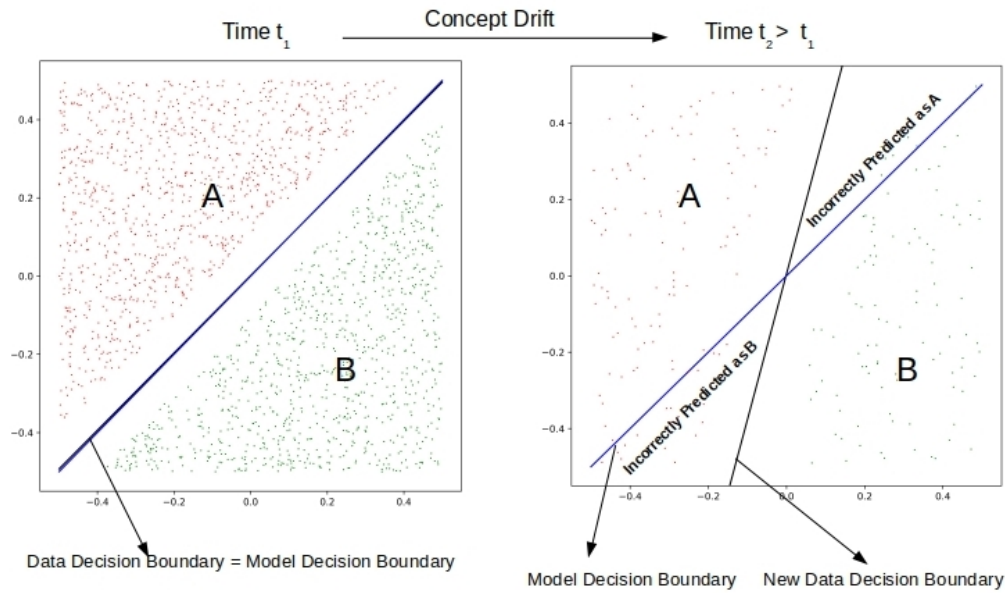 Concept Drift
Time t1
Time t2 > t1
A
B
0.4
0.2
0.0
−0.2
−0.4
−0.4
−0.2
0.0
0.2
0.4
Data Decision Boundary = Model Decision Boundary
A
B
Incorrectly Predicted as A
Incorrectly Predicted as B
0.4
0.2
0.0
−0.2
−0.4
−0.4
−0.2
0.0
0.2
0.4
Model Decision Boundary
New Data Decision Boundary